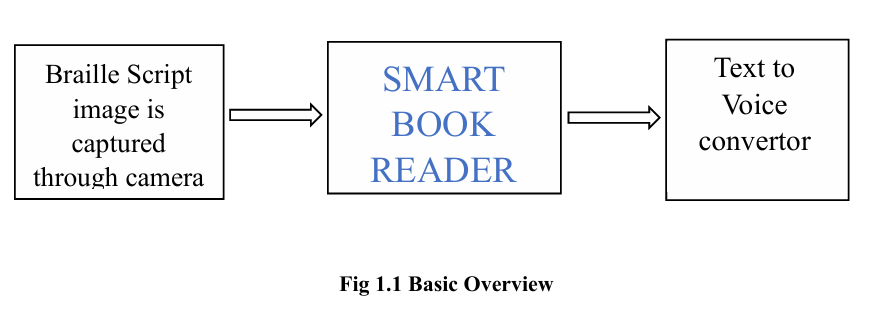 Braille Script
image is
captured
through camera
SMART
BOOK
READER
Text to
Voice
convertor
Fig 1.1 Basic Overview